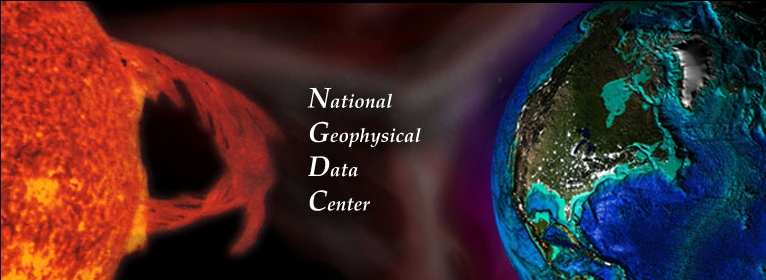 National
Geophysical
Data
Center